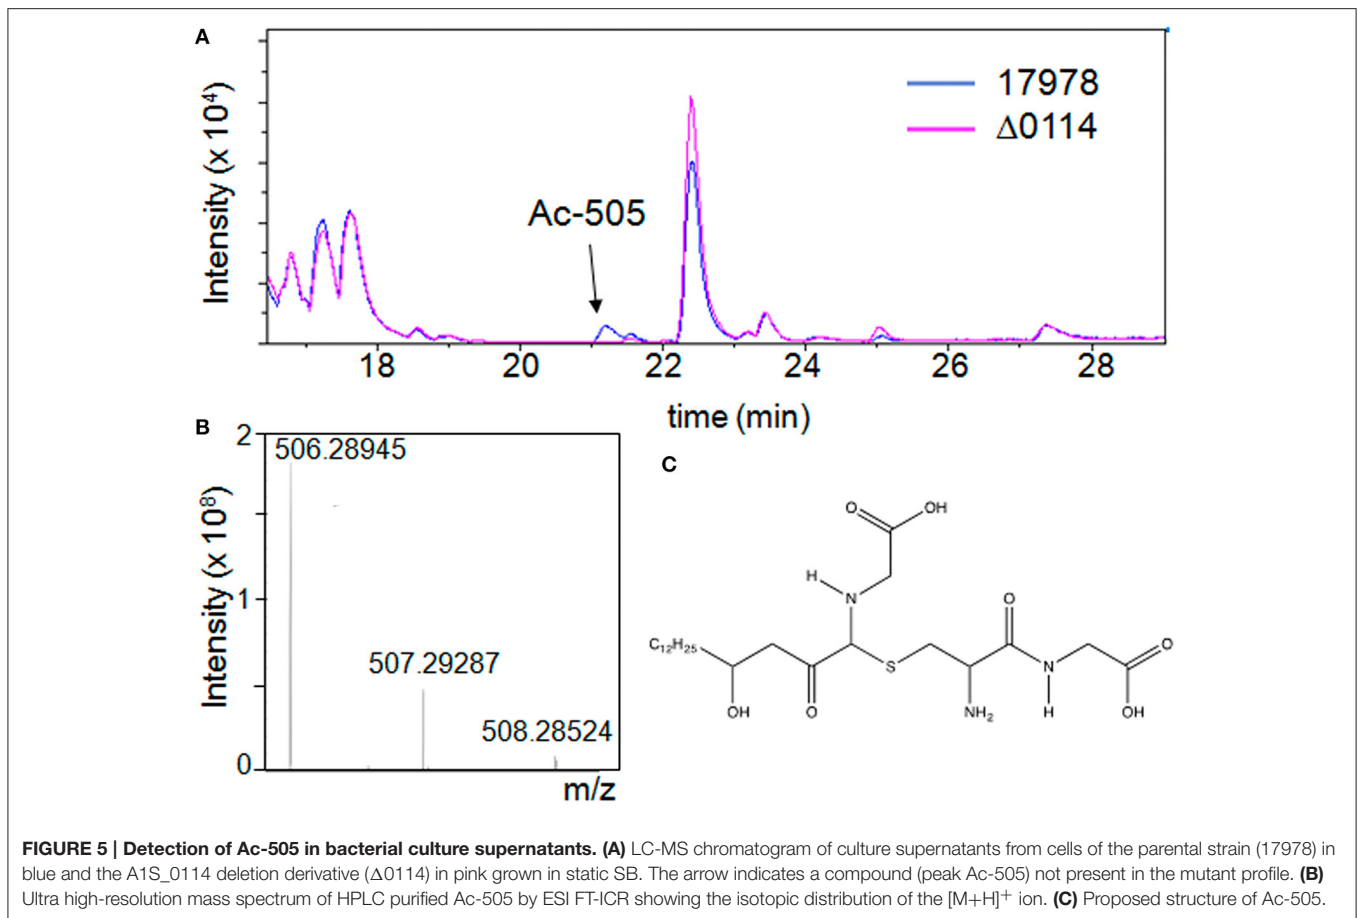 A
17978
Δ0114
Intensity (x 10⁴)
Ac-505
18 20 22 24 26 28
time (min)
B
2
506.28945
Intensity (x 10⁸)
1
507.29287
508.28524
0
m/z
C
O
OH
H
N
O
O
C₁₂H₂₅
S
N
OH
O
NH₂
H
OH
FIGURE 5 | Detection of Ac-505 in bacterial culture supernatants. (A) LC-MS chromatogram of culture supernatants from cells of the parental strain (17978) in
blue and the A1S_0114 deletion derivative (Δ0114) in pink grown in static SB. The arrow indicates a compound (peak Ac-505) not present in the mutant profile. (B)
Ultra high-resolution mass spectrum of HPLC purified Ac-505 by ESI FT-ICR showing the isotopic distribution of the [M+H]⁺ ion. (C) Proposed structure of Ac-505.